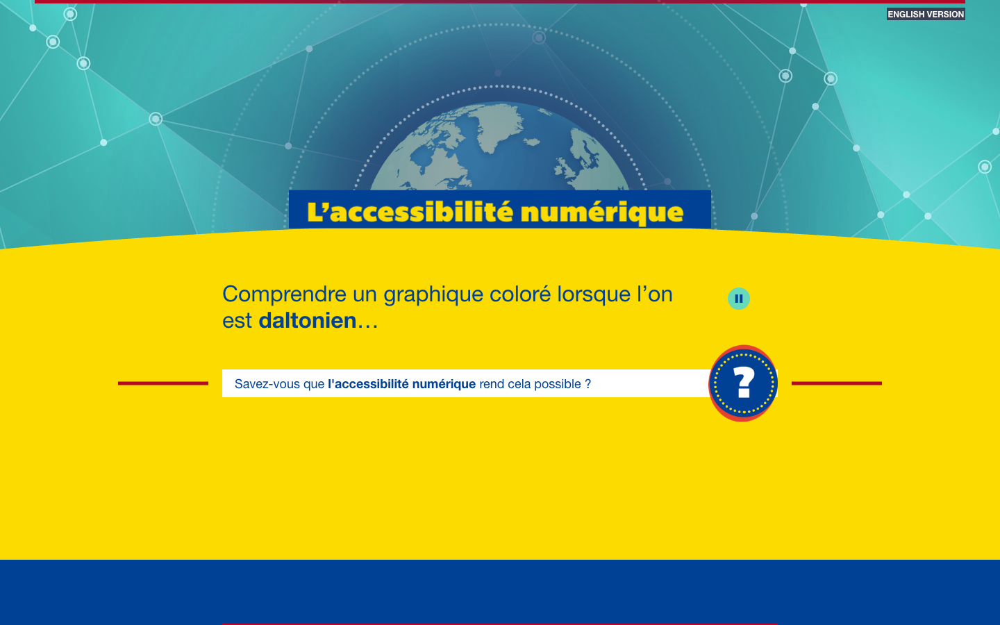 ENGLISH VERSION
L’accessibilité numérique
Comprendre un graphique coloré lorsque l’on
est daltonien…
Savez-vous que l'accessibilité numérique rend cela possible ?
?